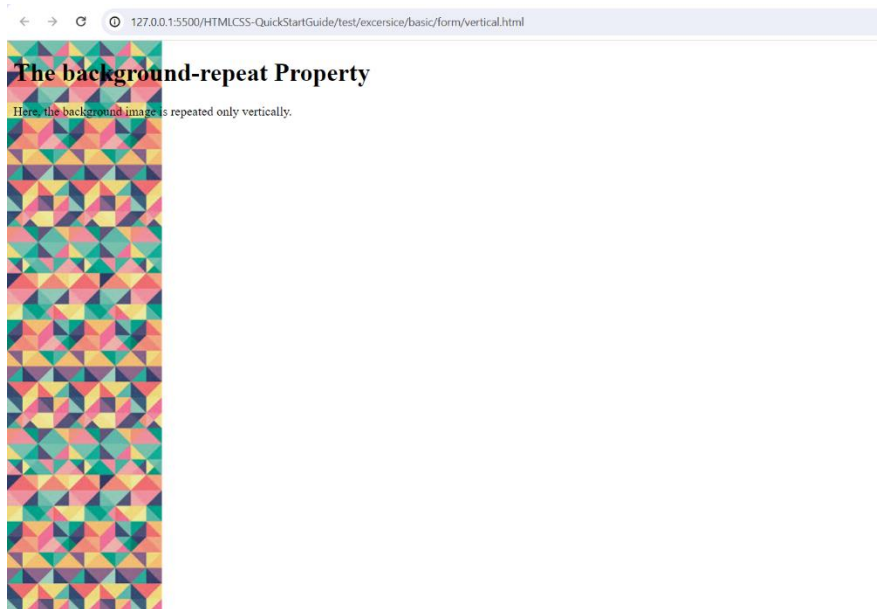 127.0.0.1:5500/HTMLCSS-QuickStartGuide/test/excersice/basic/form/vertical.html
The background-repeat Property
Here, the background image is repeated only vertically.